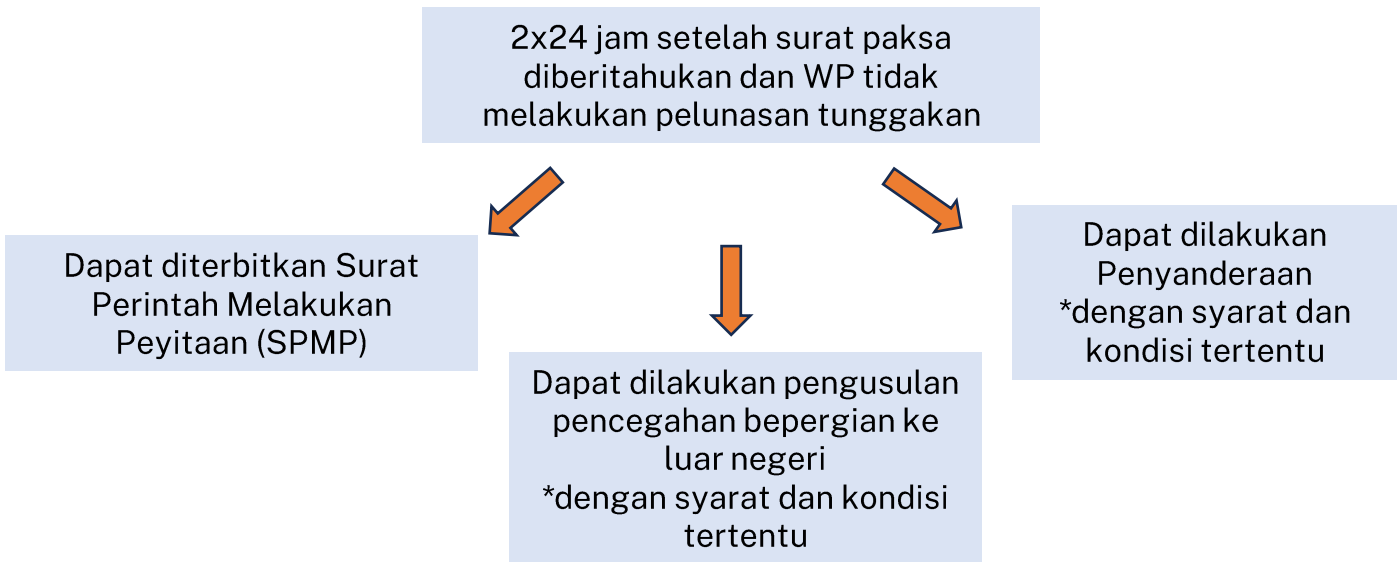 2x24 jam setelah surat paksa
diberitahukan dan WP tidak
melakukan pelunasan tunggakan
Dapat diterbitkan Surat
Perintah Melakukan
Peyitaan (SPMP)
Dapat dilakukan pengusulan
pencegahan bepergian ke
luar negeri
*dengan syarat dan kondisi
tertentu
Dapat dilakukan
Penyanderaan
*dengan syarat dan
kondisi tertentu